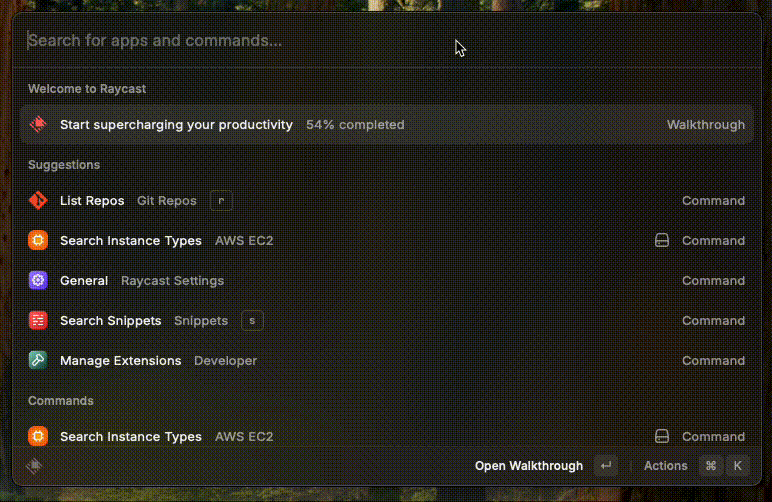 Search for apps and commands...
Welcome to Raycast
Start supercharging your productivity 54% completed Walkthrough
Suggestions
List Repos Git Repos r Command
Search Instance Types AWS EC2 Command
General Raycast Settings Command
Search Snippets Snippets s Command
Manage Extensions Developer Command
Commands
Search Instance Types AWS EC2 Command
Open Walkthrough ↵ Actions ⌘ K